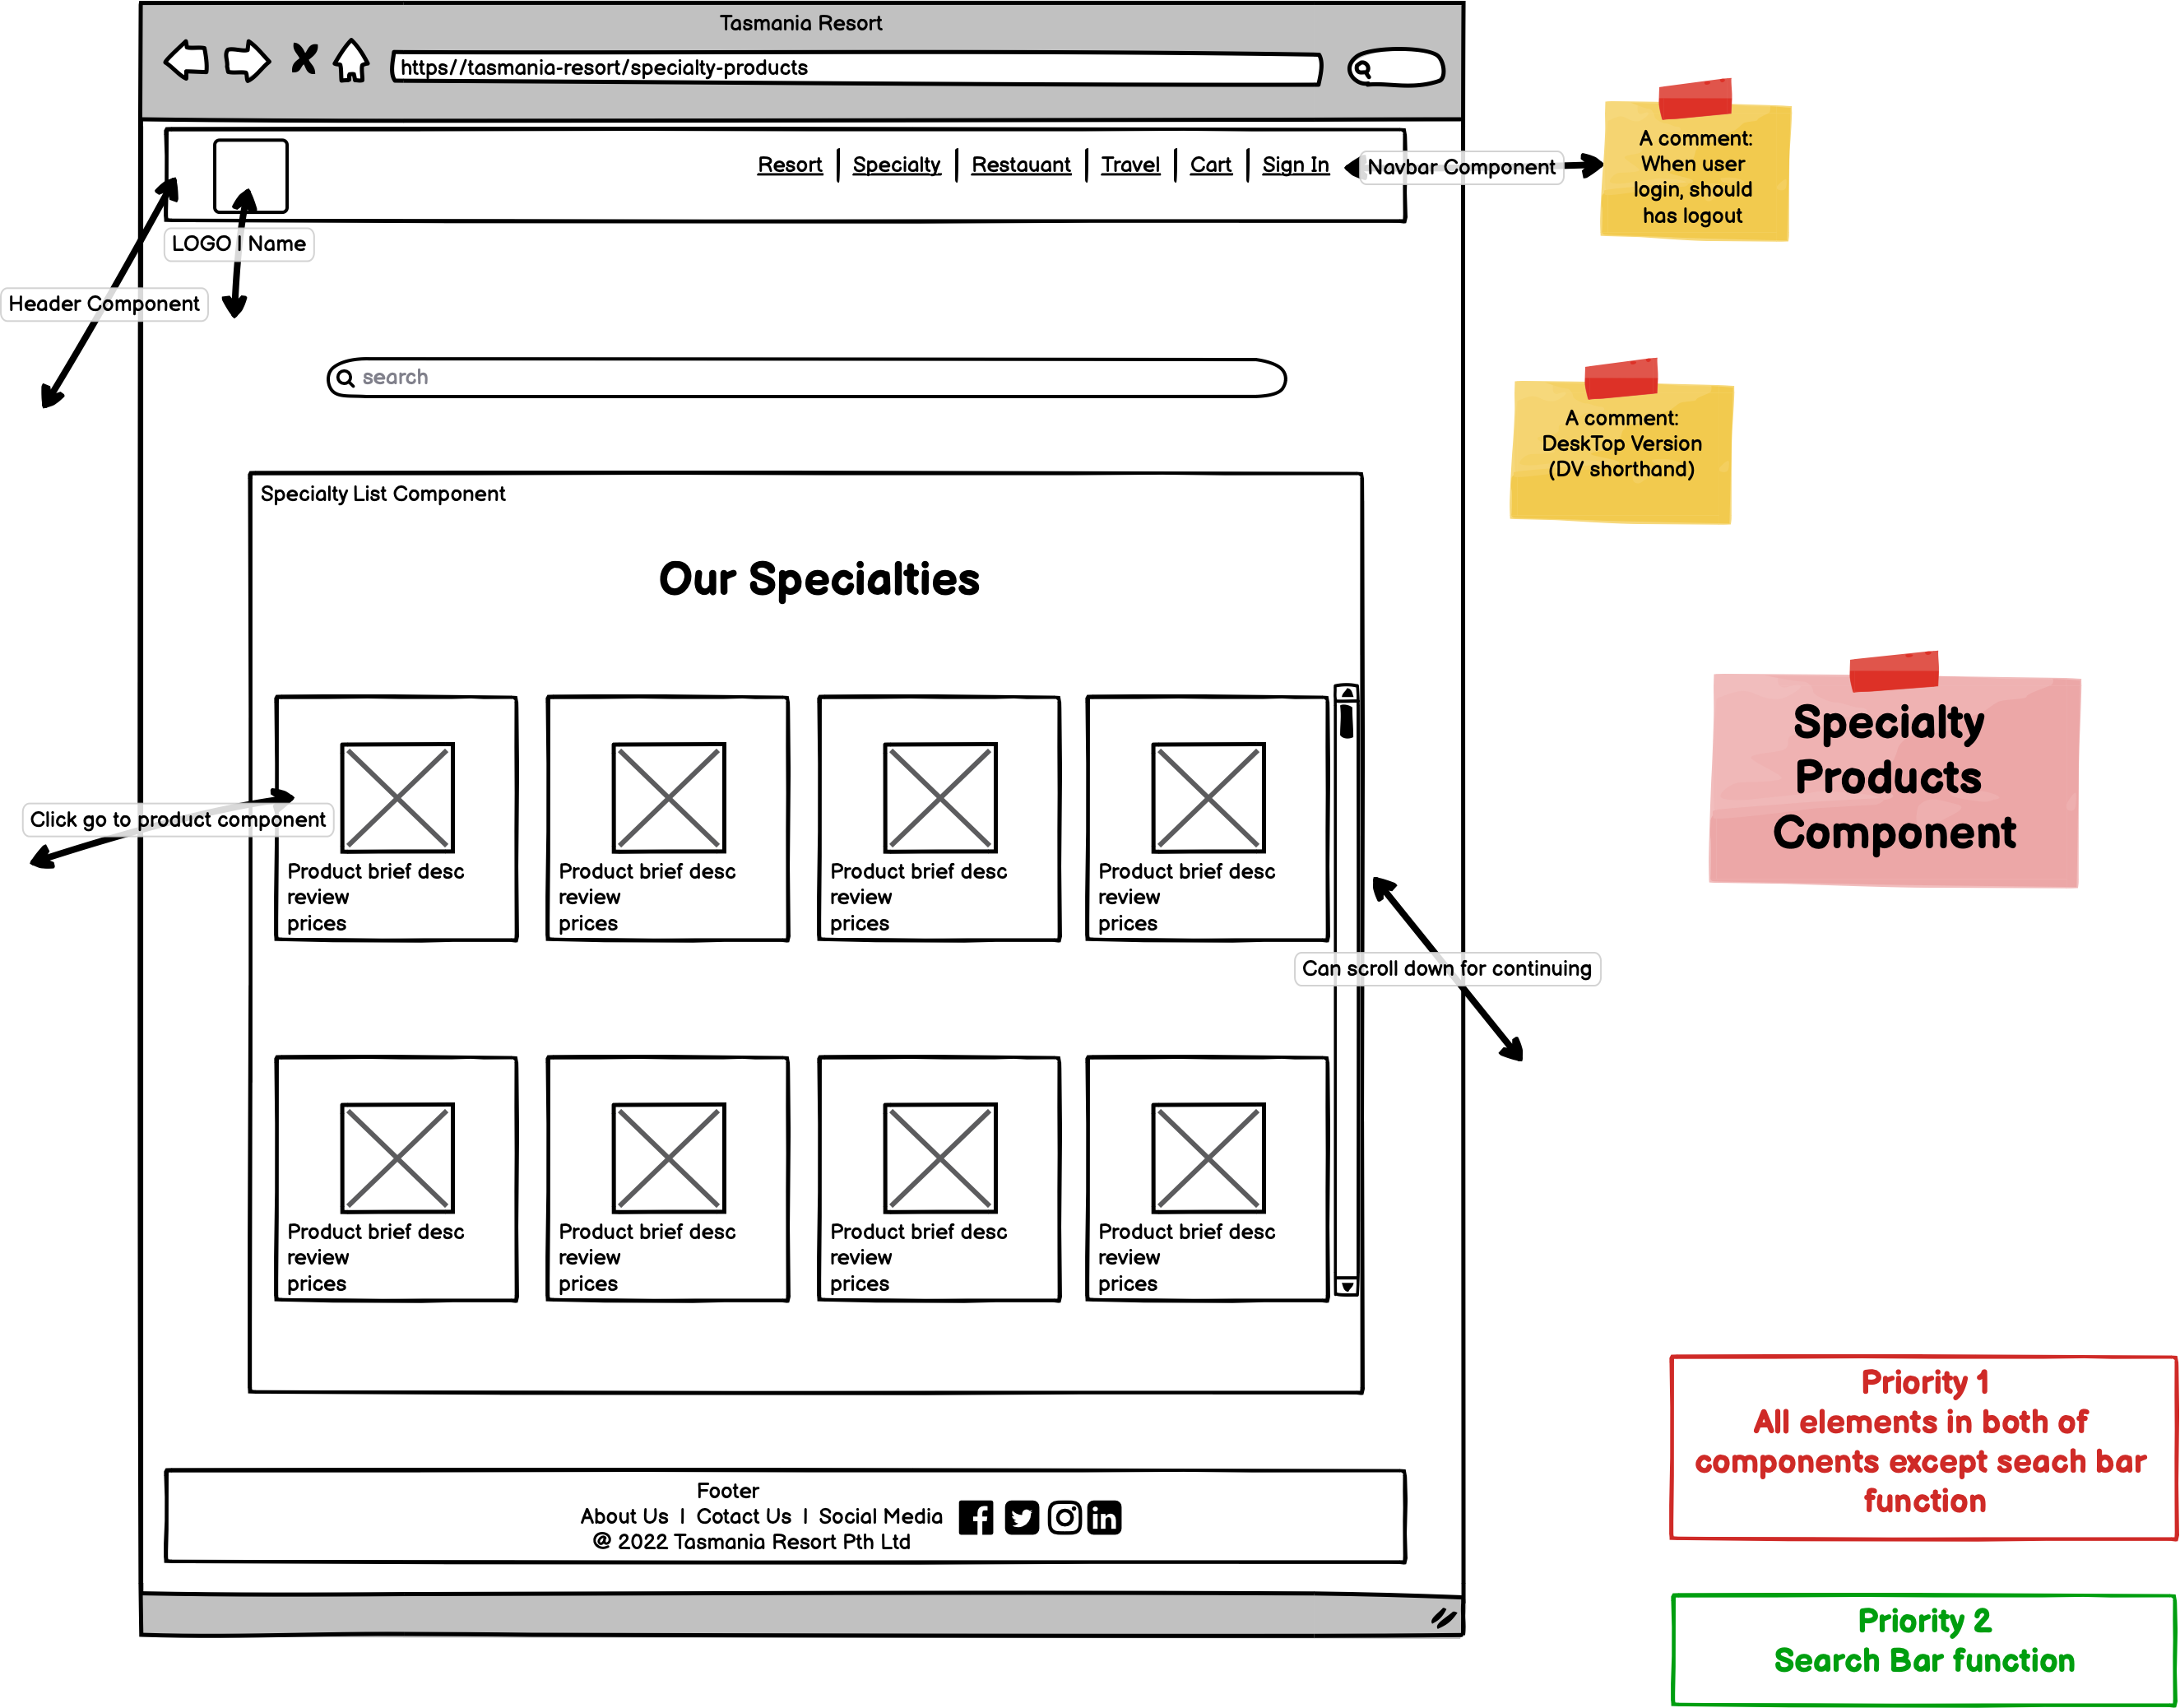 Tasmania Resort
https//tasmania-resort/specialty-products
Resort | Specialty | Restauant | Travel | Cart | Sign In
Navbar Component
A comment:
When user
login, should
has logout
LOGO | Name
Header Component
search
A comment:
DeskTop Version
(DV shorthand)
Specialty List Component
Our Specialties
Specialty
Products
Component
Click go to product component
Product brief desc
review
prices
Product brief desc
review
prices
Product brief desc
review
prices
Product brief desc
review
prices
Can scroll down for continuing
Product brief desc
review
prices
Product brief desc
review
prices
Product brief desc
review
prices
Product brief desc
review
prices
Priority 1
All elements in both of
components except seach bar
function
Footer
About Us | Cotact Us | Social Media
@ 2022 Tasmania Resort Pth Ltd
Priority 2
Search Bar function